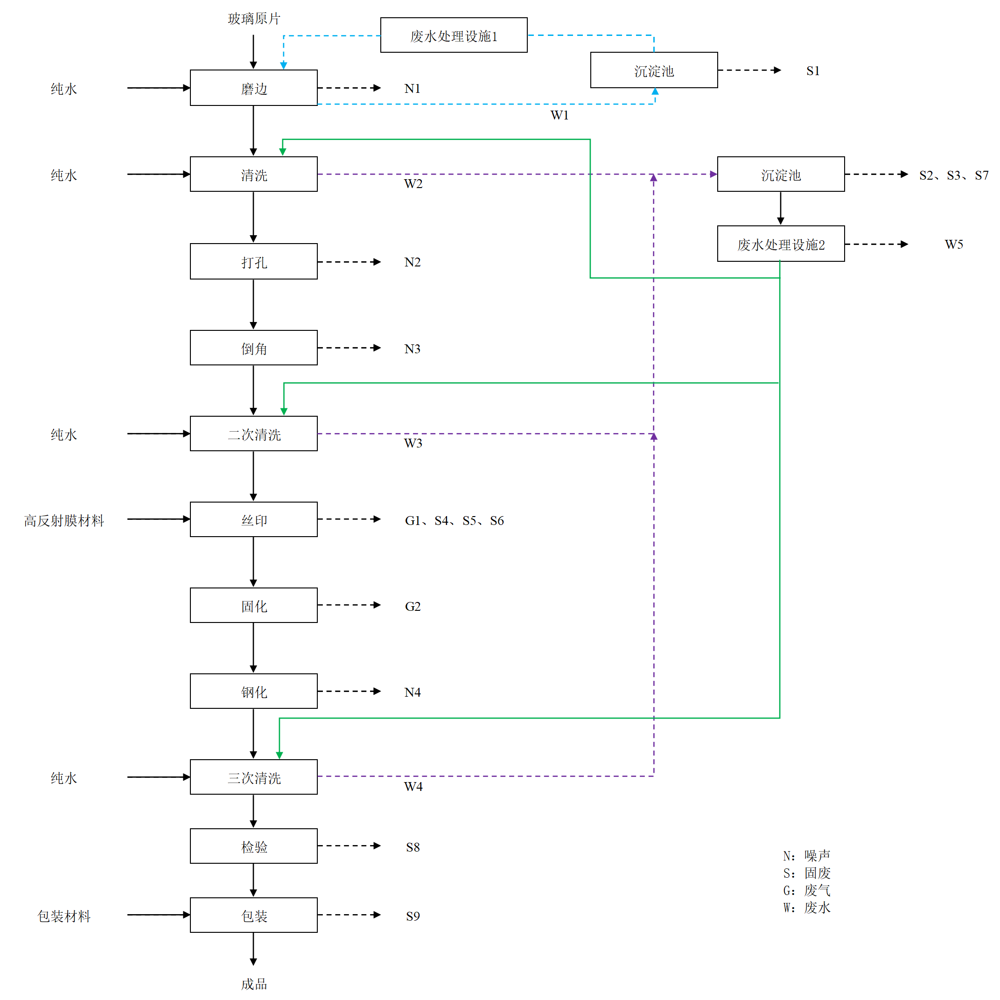 玻璃原片
废水处理设施1
沉淀池
S1
纯水
磨边
N1
W1
纯水
清洗
W2
沉淀池
S2、S3、S7
废水处理设施2
W5
打孔
N2
倒角
N3
纯水
二次清洗
W3
高反射膜材料
丝印
G1、S4、S5、S6
固化
G2
钢化
N4
纯水
三次清洗
W4
检验
S8
包装材料
包装
S9
成品
N：噪声
S：固废
G：废气
W：废水